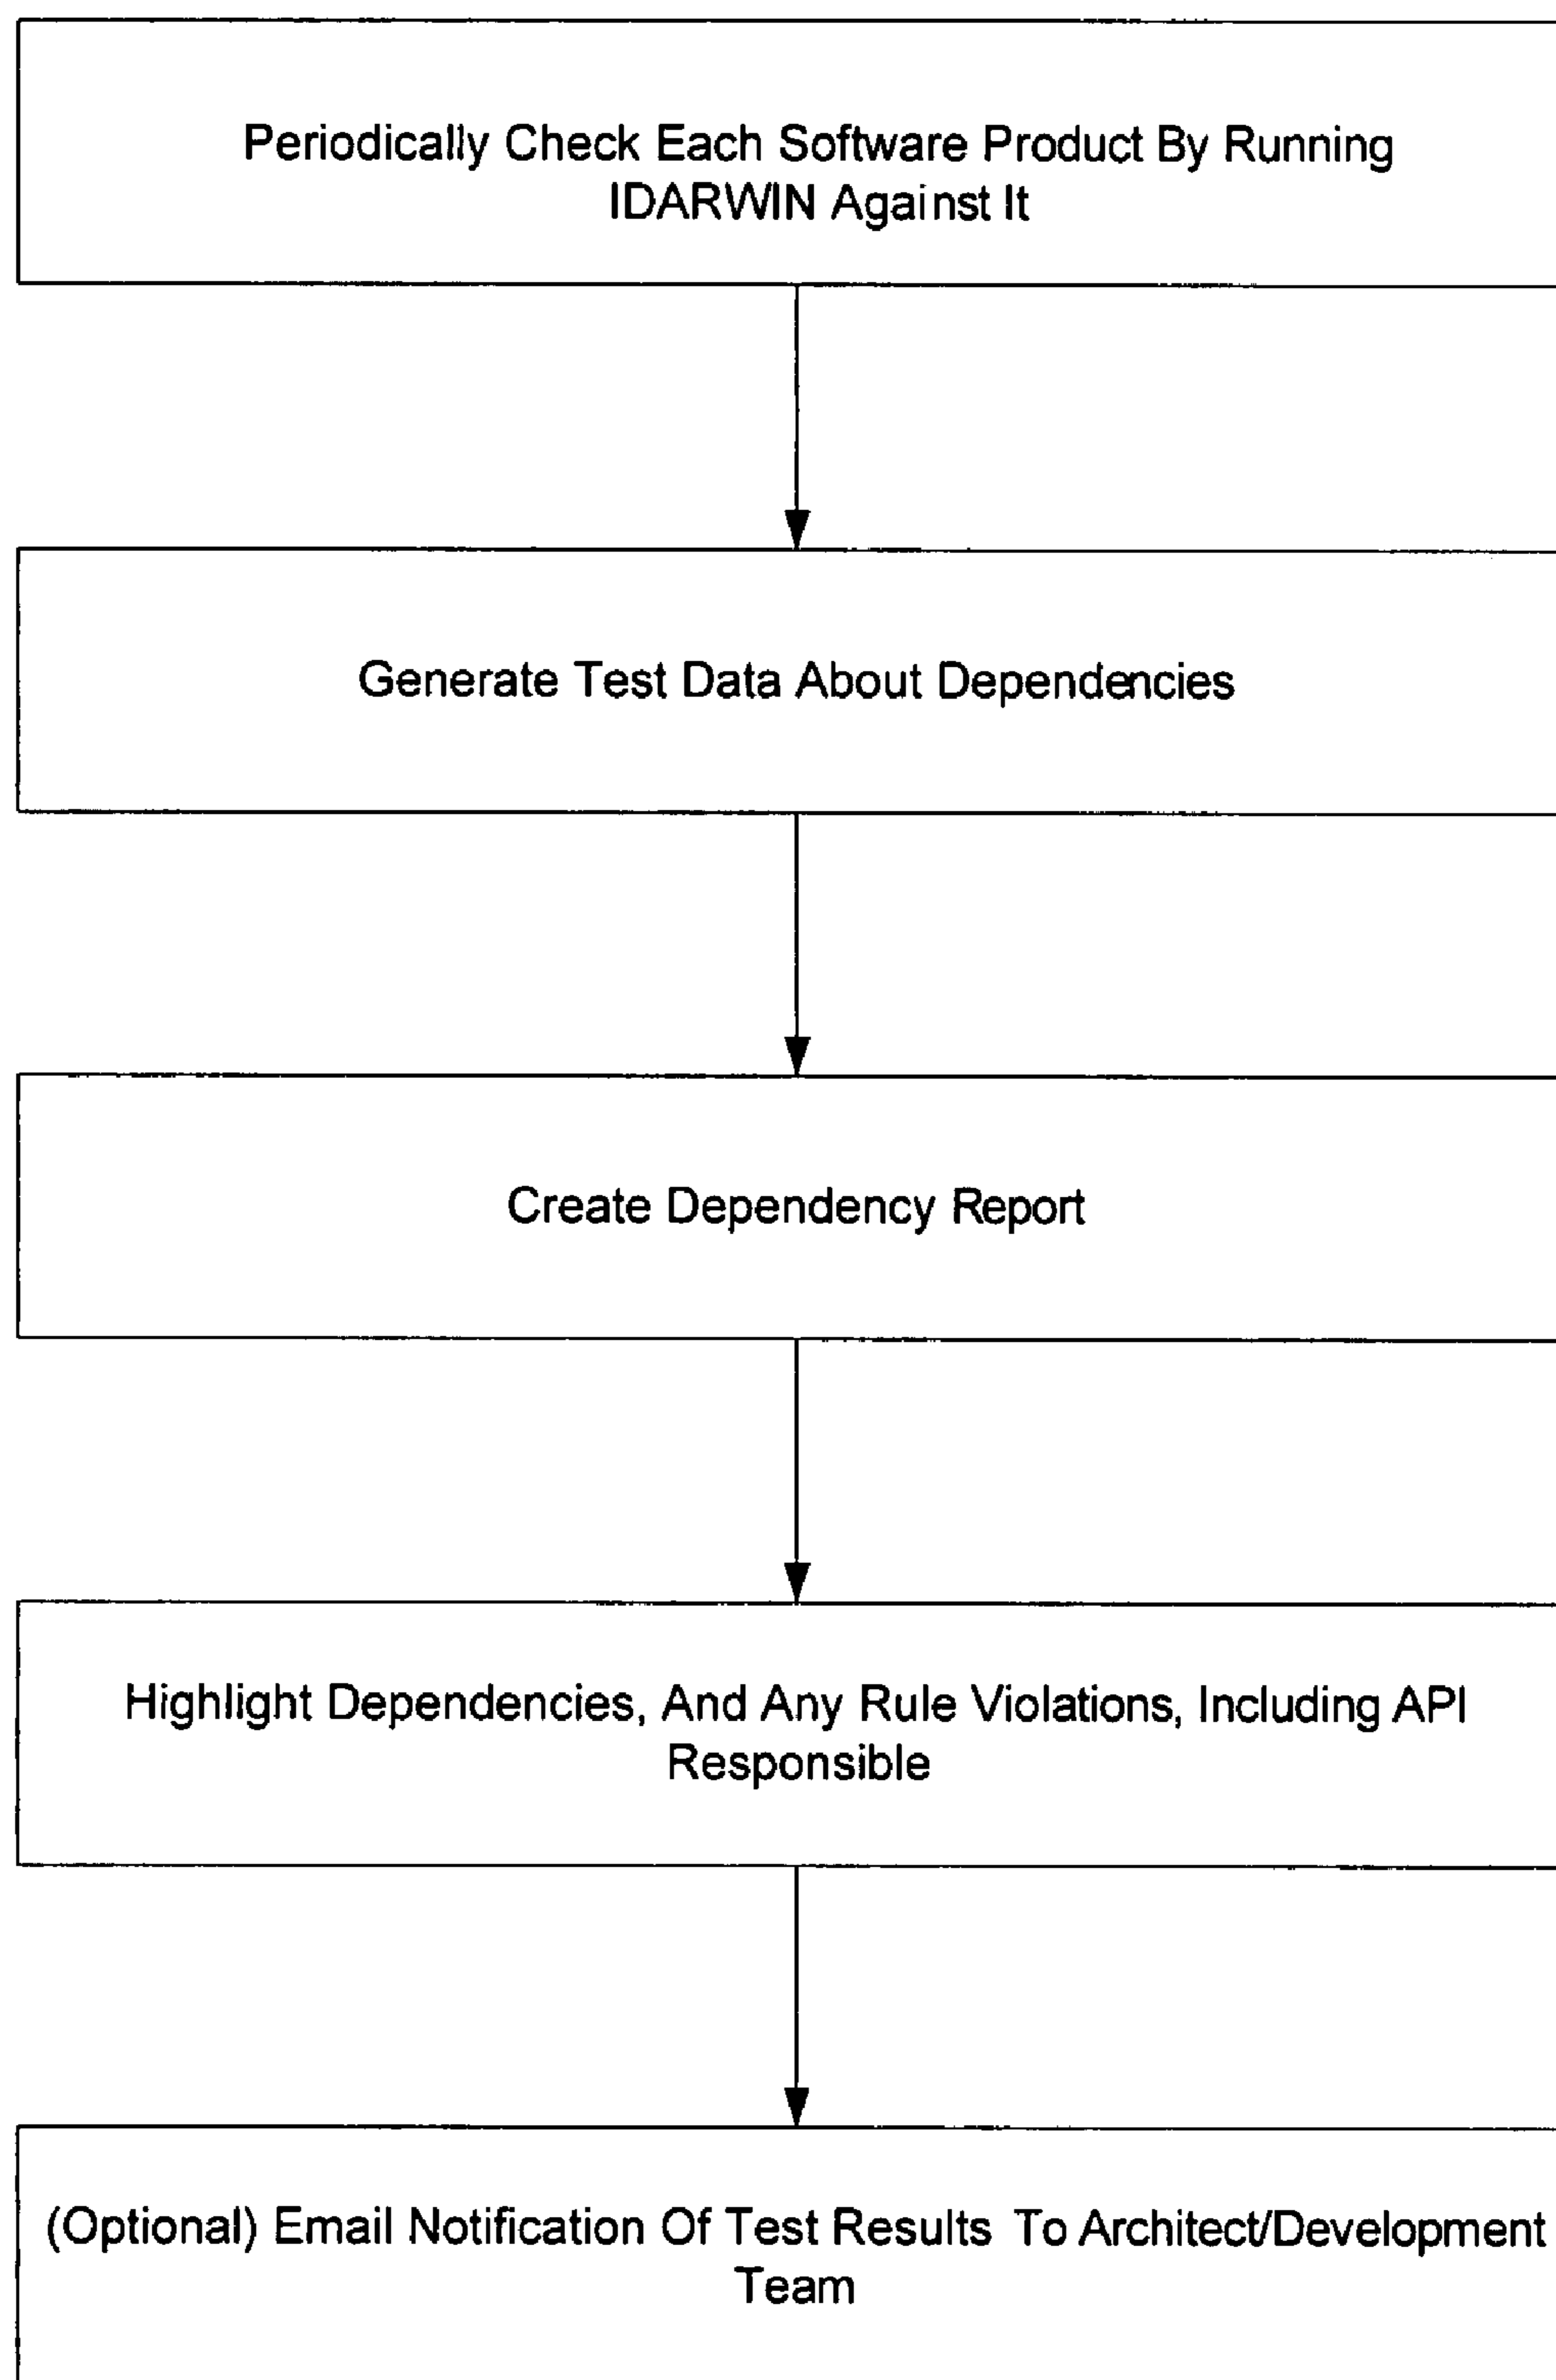 Periodically Check Each Software Product By Running
IDARWIN Against It
Generate Test Data About Dependencies
Create Dependency Report
Highlight Dependencies, And Any Rule Violations, Including API
Responsible
(Optional) Email Notification Of Test Results To Architect/Development
Team